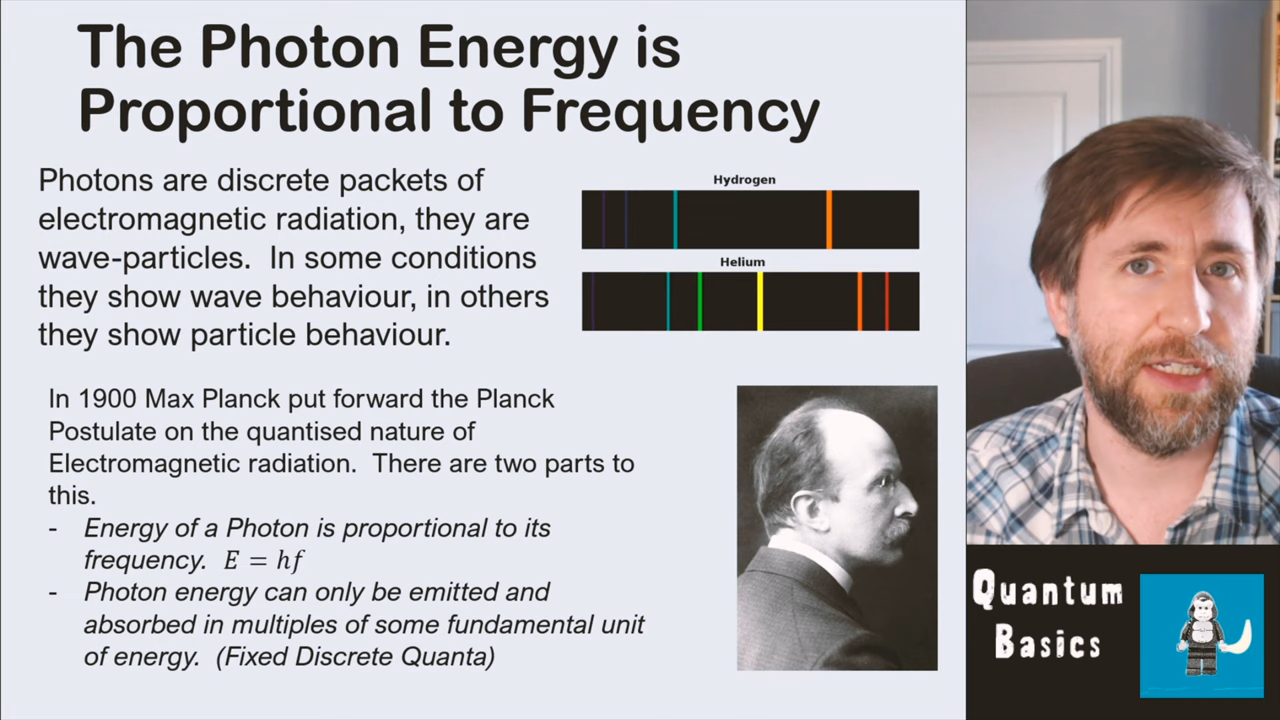 The Photon Energy is
Proportional to Frequency
Photons are discrete packets of
electromagnetic radiation, they are
wave-particles.  In some conditions
they show wave behaviour, in others
they show particle behaviour.
Hydrogen
Helium
In 1900 Max Planck put forward the Planck
Postulate on the quantised nature of
Electromagnetic radiation.  There are two parts to
this.
- Energy of a Photon is proportional to its
frequency.  E = hf
- Photon energy can only be emitted and
absorbed in multiples of some fundamental unit
of energy.  (Fixed Discrete Quanta)
Quantum
Basics